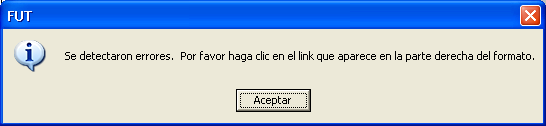 FUT
Se detectaron errores. Por favor haga clic en el link que aparece en la parte derecha del formato.
Aceptar